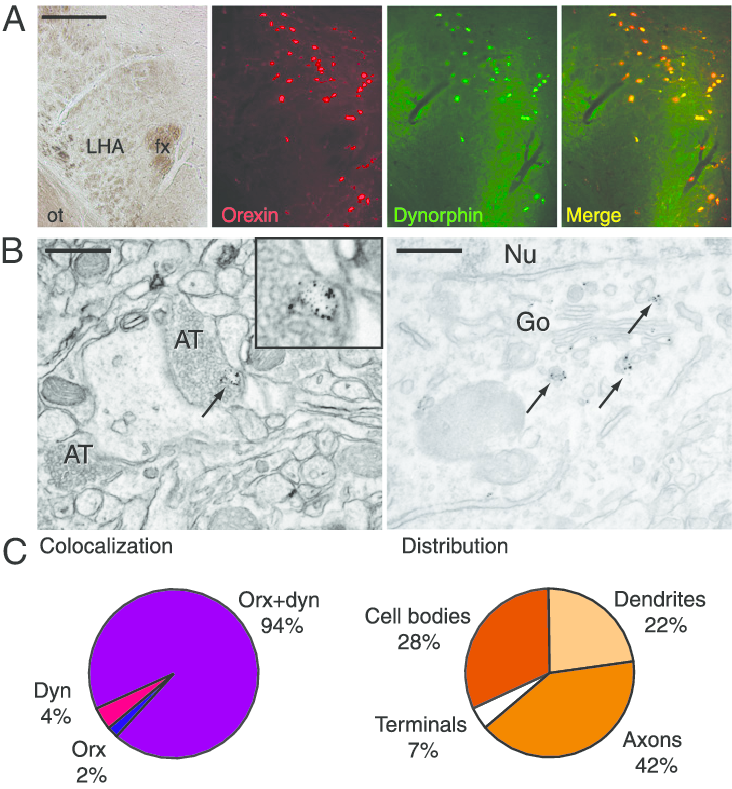 A
LHA
fx
ot
Orexin
Dynorphin
Merge
B
AT
AT
Nu
Go
C
Colocalization
Distribution
Orx+dyn
94%
Dyn
4%
Orx
2%
Cell bodies
28%
Dendrites
22%
Terminals
7%
Axons
42%